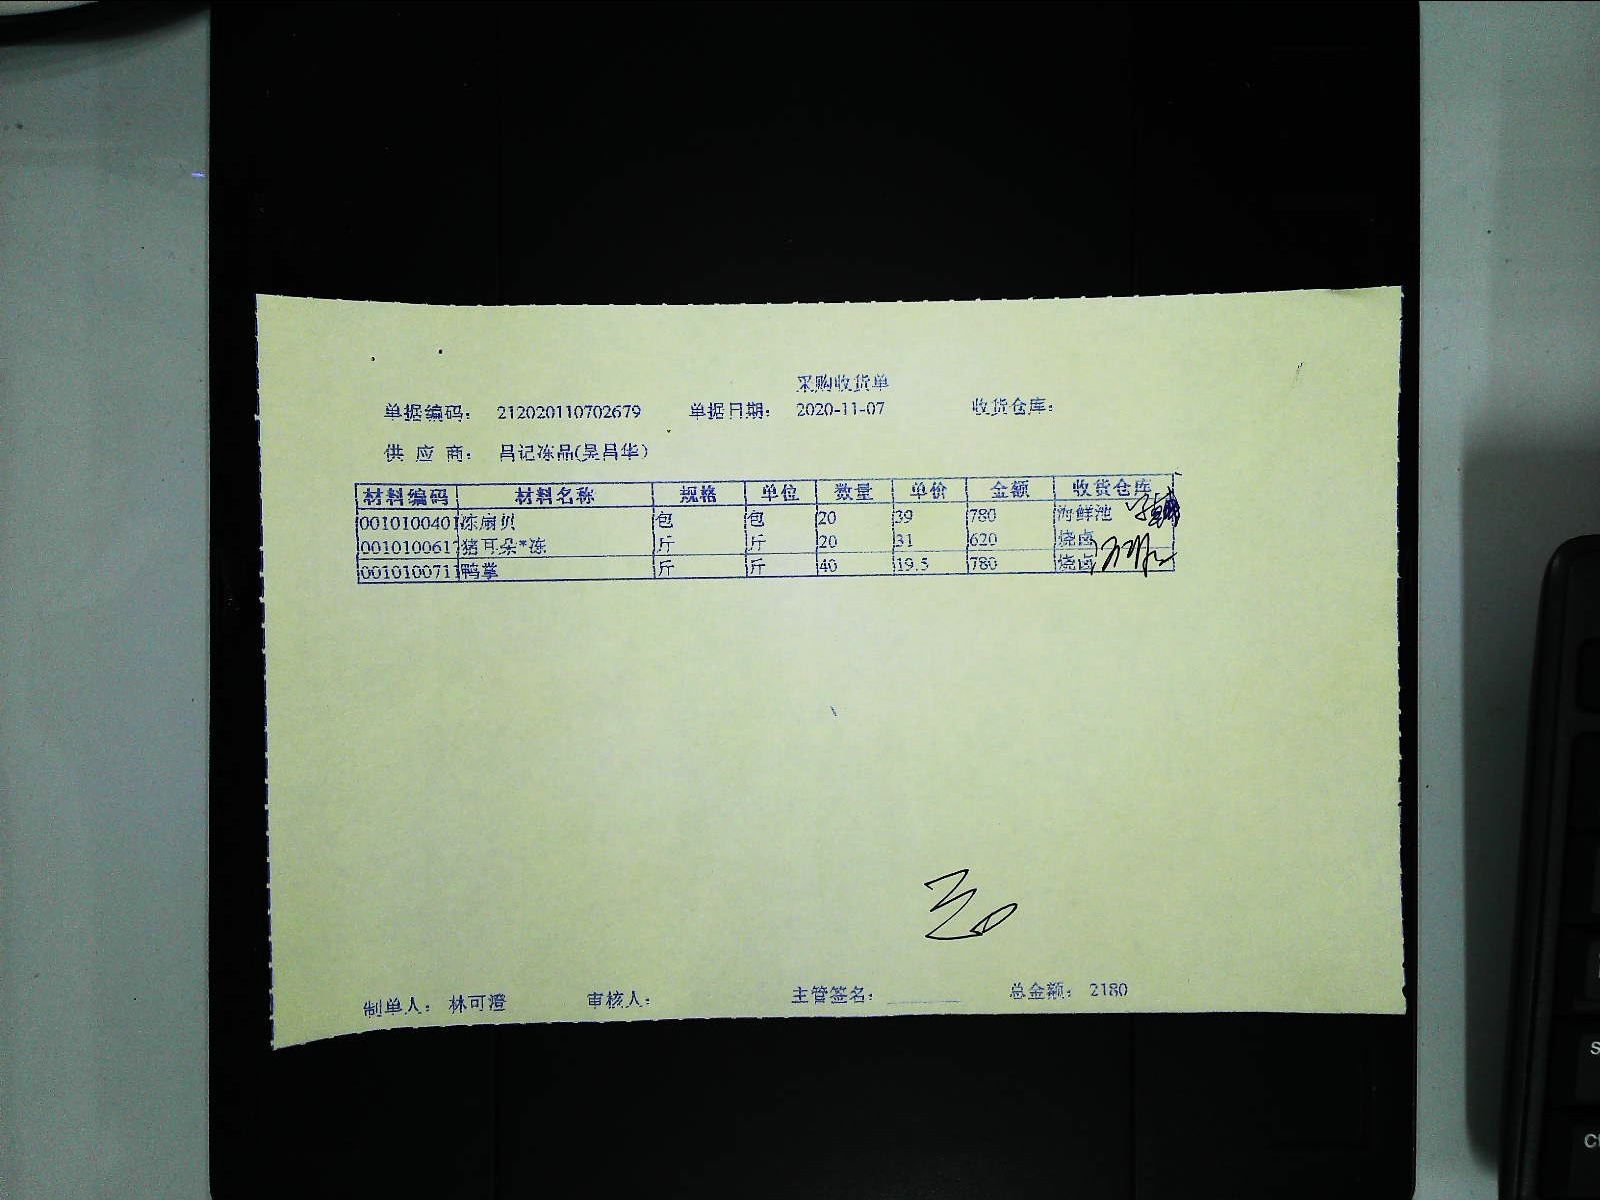 采购收货单
单据编码： 212020110702679 单据日期： 2020-11-07 收货仓库：
供 应 商： 吕记冻品(吴昌华)
材料编码 材料名称 规格 单位 数量 单价 金额 收货仓库
0010100401 冻扇贝 包 包 20 39 780 海鲜池
0010100617 猪耳朵*冻 斤 斤 20 31 620 烧卤
0010100711 鸭掌 斤 斤 40 19.5 780 烧卤
制单人： 林可澄 审核人： 主管签名： 总金额： 2180